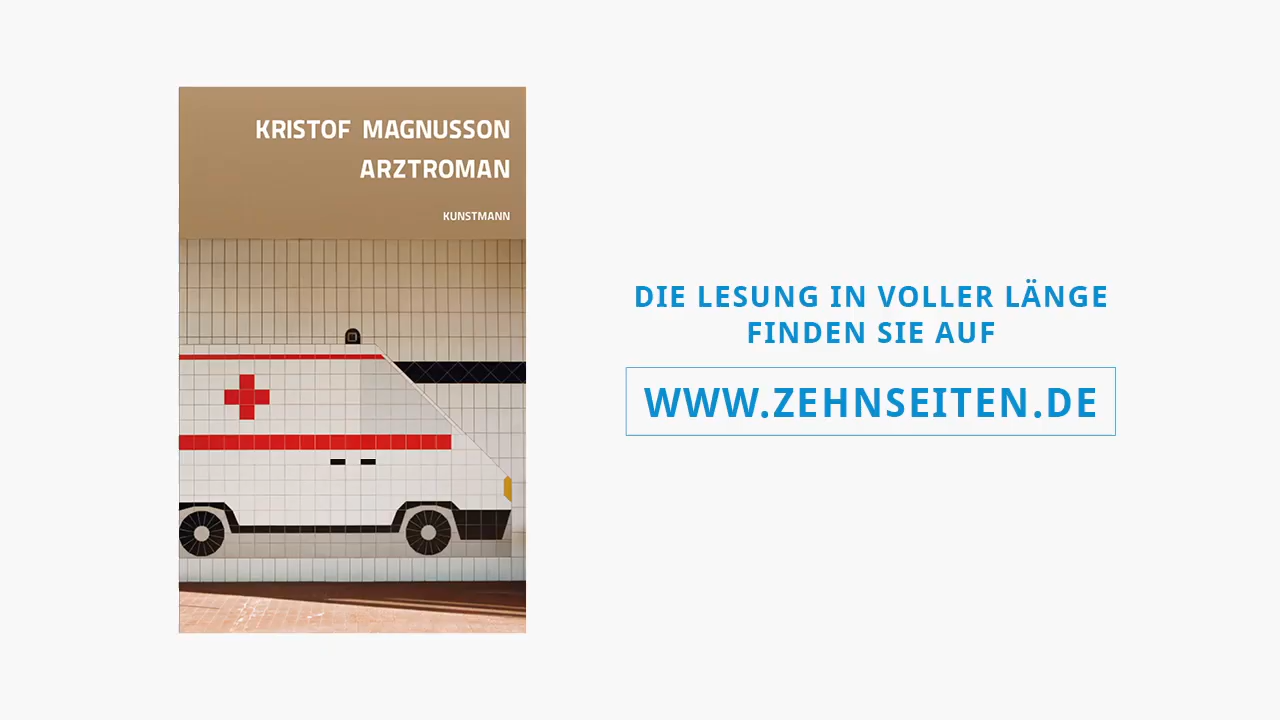 KRISTOF MAGNUSSON
ARZTROMAN
KUNSTMANN
DIE LESUNG IN VOLLER LÄNGE
FINDEN SIE AUF
WWW.ZEHNSEITEN.DE